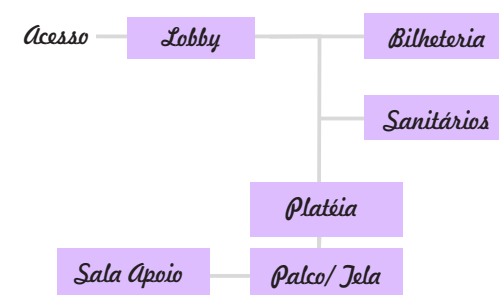 Acesso
Lobby
Bilheteria
Sanitários
Platéia
Sala Apoio
Palco/Tela